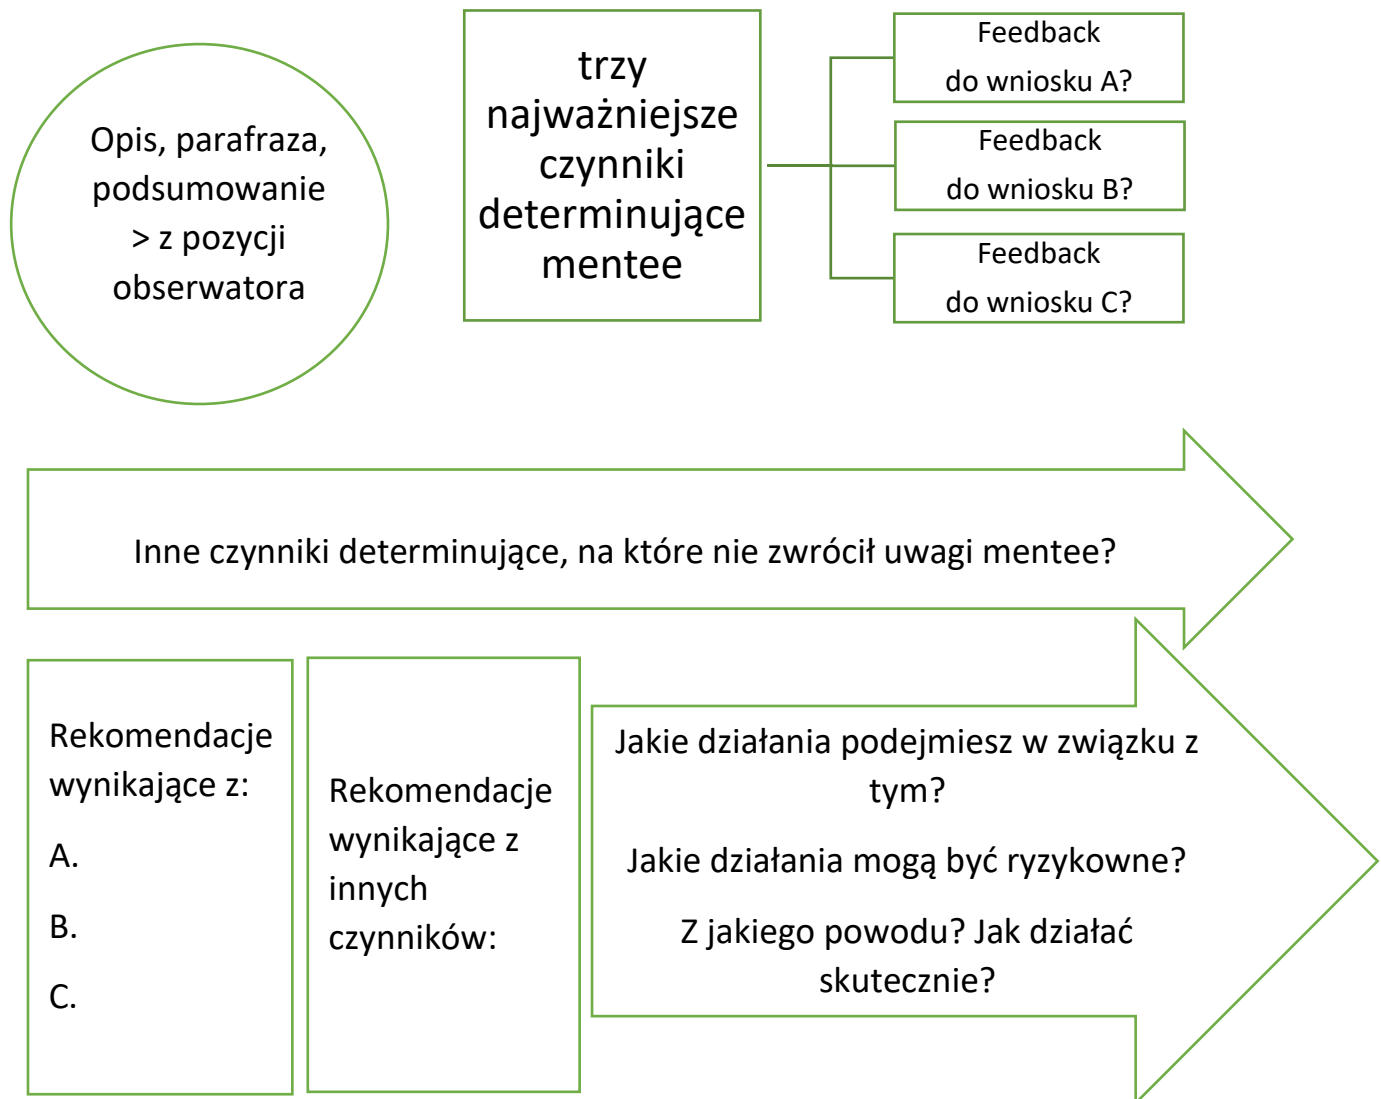 Opis, parafraza,
podsumowanie
> z pozycji
obserwatora
trzy
najważniejsze
czynniki
determinujące
mentee
Feedback
do wniosku A?
Feedback
do wniosku B?
Feedback
do wniosku C?
Inne czynniki determinujące, na które nie zwrócił uwagi mentee?
Rekomendacje
wynikające z:
A.
B.
C.
Rekomendacje
wynikające z
innych
czynników:
Jakie działania podejmiesz w związku z
tym?
Jakie działania mogą być ryzykowne?
Z jakiego powodu? Jak działać
skutecznie?